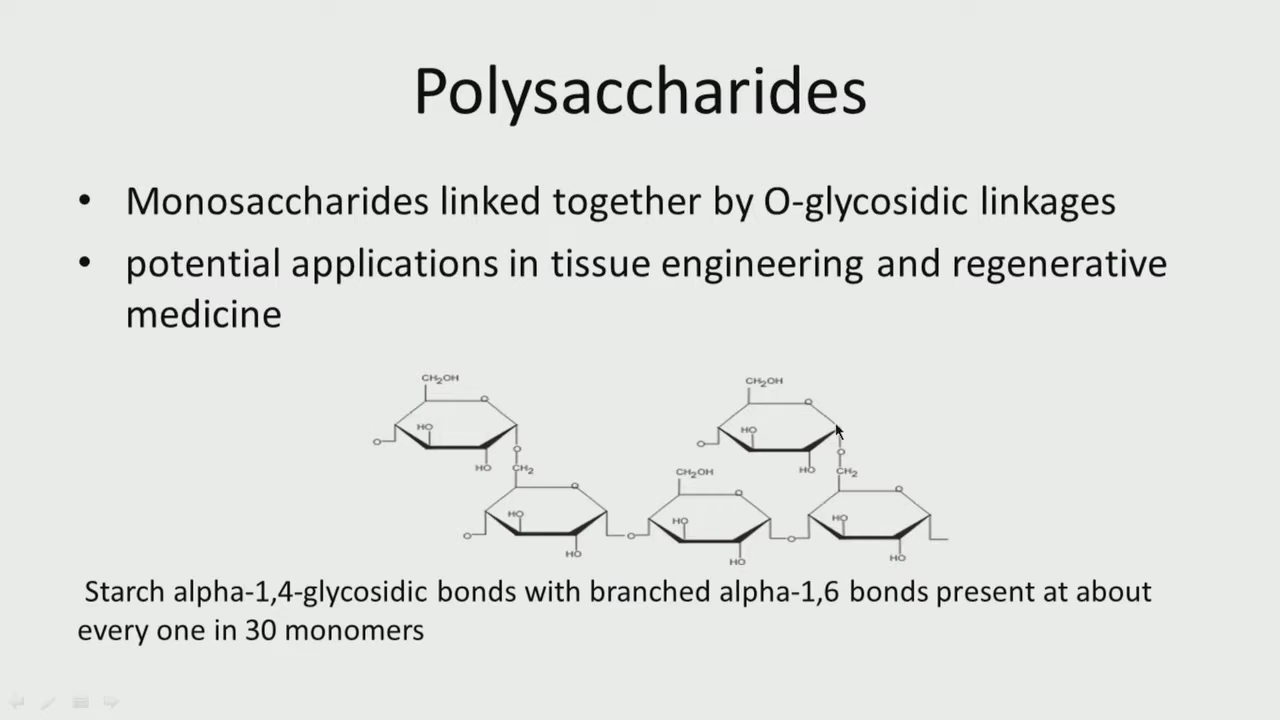 Polysaccharides
• Monosaccharides linked together by O-glycosidic linkages
• potential applications in tissue engineering and regenerative
medicine
CH2OH
O
HO
O
O
HO
CH2
CH2OH
O
HO
O
O
HO
CH2
O
HO
O
HO
O
CH2OH
O
HO
HO
O
O
HO
HO
Starch alpha-1,4-glycosidic bonds with branched alpha-1,6 bonds present at about
every one in 30 monomers